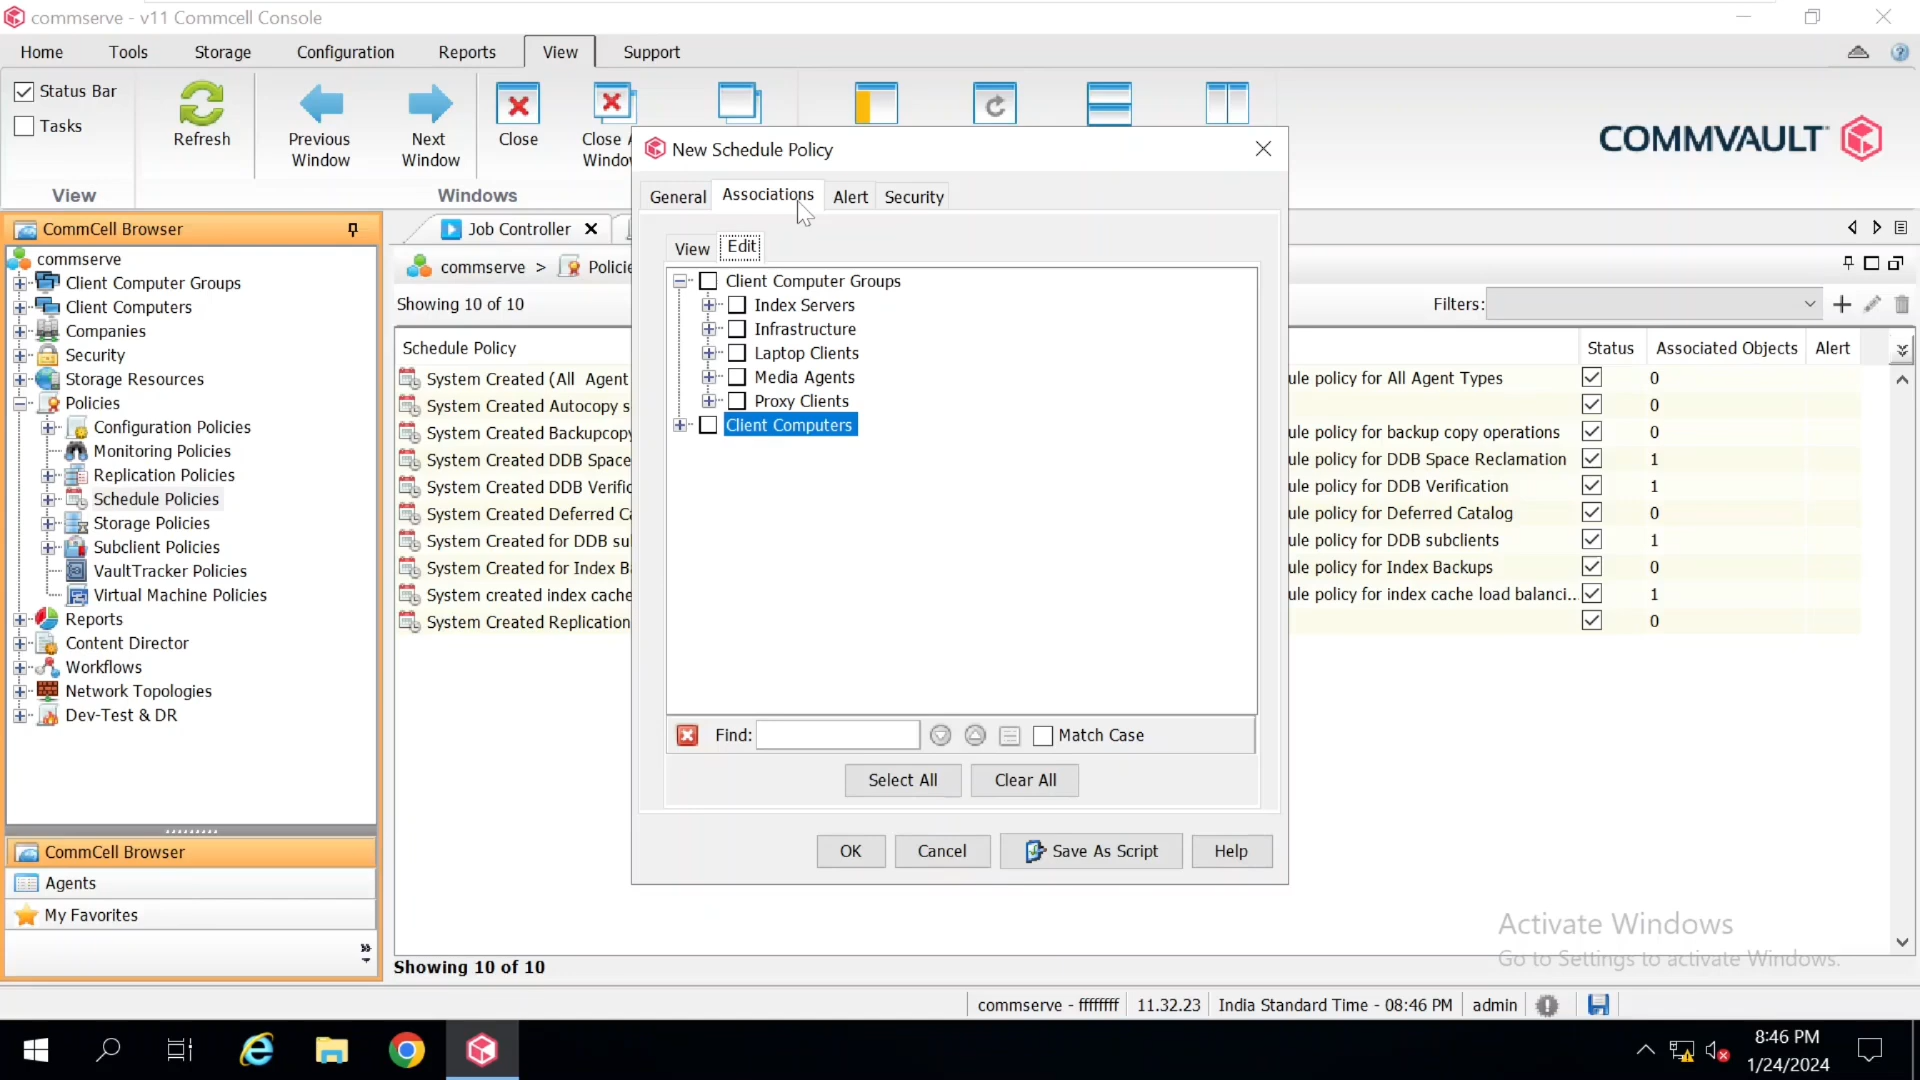 commserve - v11 Commcell Console
Home Tools Storage Configuration Reports View Support
Status Bar
Tasks
Refresh
Previous Window
Next Window
Close
Close
Windo
View
Windows
COMMVAULT
New Schedule Policy
General Associations Alert Security
View Edit
Client Computer Groups
Index Servers
Infrastructure
Laptop Clients
Media Agents
Proxy Clients
Client Computers
Find:
Match Case
Select All Clear All
OK Cancel Save As Script Help
CommCell Browser
commserve
Client Computer Groups
Client Computers
Companies
Security
Storage Resources
Policies
Configuration Policies
Monitoring Policies
Replication Policies
Schedule Policies
Storage Policies
Subclient Policies
VaultTracker Policies
Virtual Machine Policies
Reports
Content Director
Workflows
Network Topologies
Dev-Test & DR
CommCell Browser
Agents
My Favorites
Job Controller
commserve > Policie
Showing 10 of 10
Filters:
Schedule Policy Status Associated Objects Alert
System Created (All Agent ule policy for All Agent Types 0
System Created Autocopy s 0
System Created Backupcopy ule policy for backup copy operations 0
System Created DDB Space ule policy for DDB Space Reclamation 1
System Created DDB Verific ule policy for DDB Verification 1
System Created Deferred Ca ule policy for Deferred Catalog 0
System Created for DDB sul ule policy for DDB subclients 1
System Created for Index B ule policy for Index Backups 0
System created index cache ule policy for index cache load balanci... 1
System Created Replication 0
Activate Windows
Go to Settings to activate Windows.
Showing 10 of 10
commserve - ffffffff 11.32.23 India Standard Time - 08:46 PM admin
8:46 PM
1/24/2024